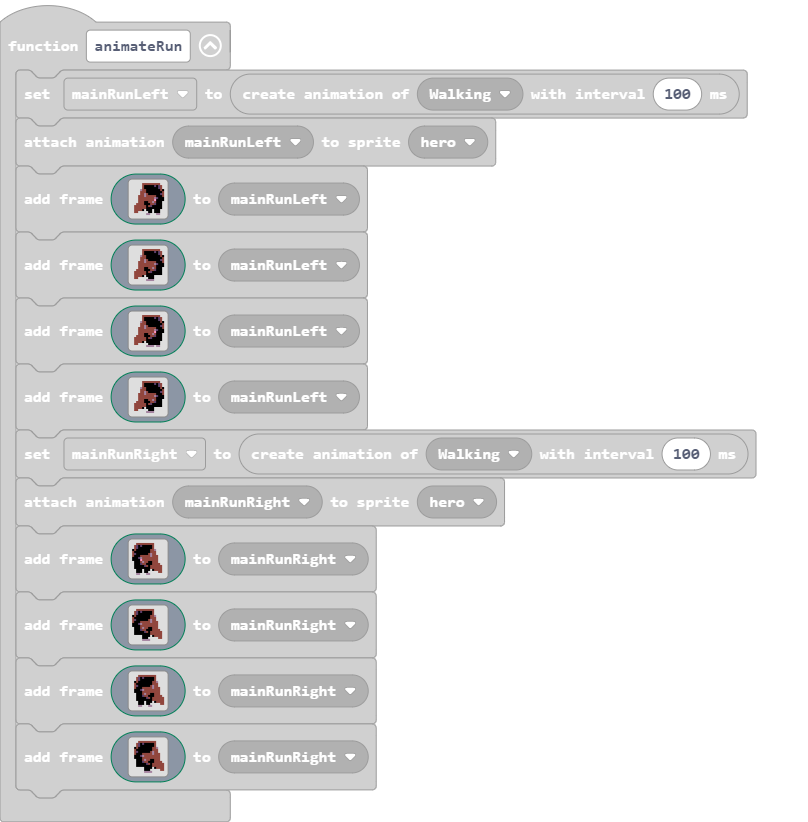 function animateRun
set mainRunLeft to create animation of Walking with interval 100 ms
attach animation mainRunLeft to sprite hero
add frame to mainRunLeft
add frame to mainRunLeft
add frame to mainRunLeft
add frame to mainRunLeft
set mainRunRight to create animation of Walking with interval 100 ms
attach animation mainRunRight to sprite hero
add frame to mainRunRight
add frame to mainRunRight
add frame to mainRunRight
add frame to mainRunRight